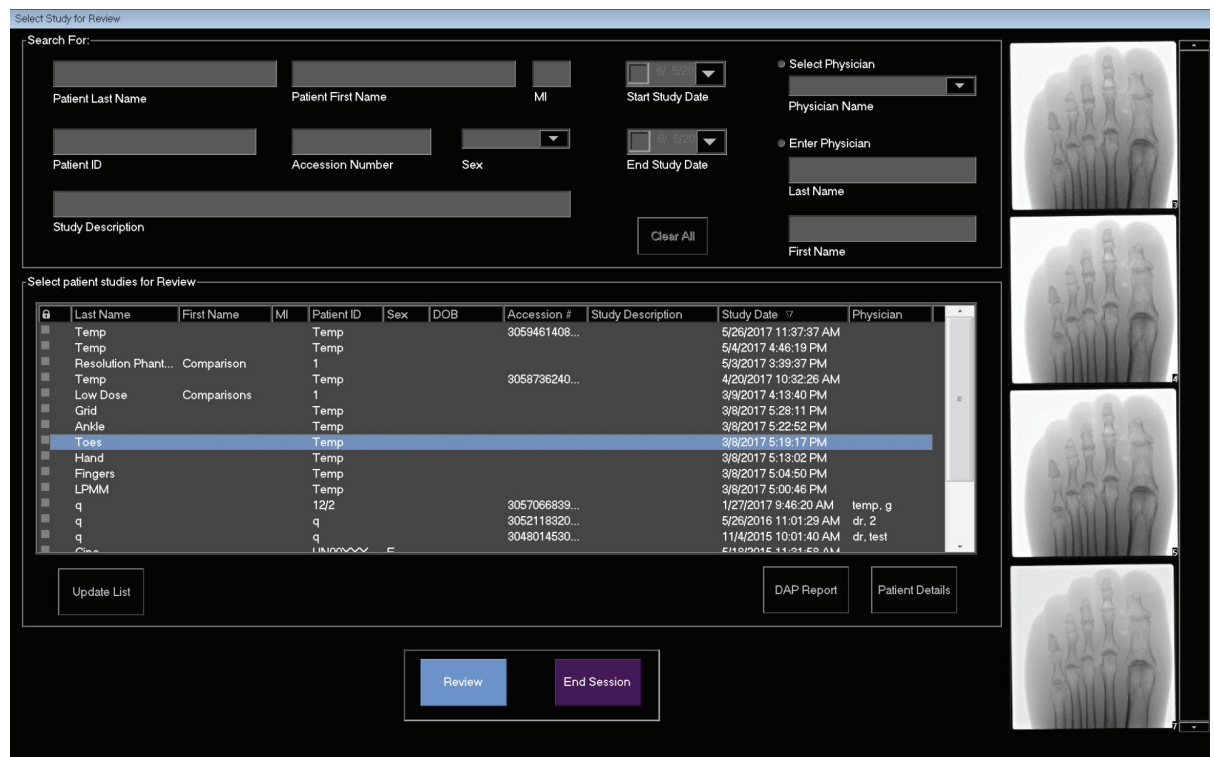 Select Study for Review
Search For:
Patient Last Name
Patient First Name
MI
6/ 5/20
Start Study Date
Select Physician
Physician Name
Patient ID
Accession Number
Sex
6/ 5/20
End Study Date
Enter Physician
Last Name
Study Description
Clear All
First Name
Select patient studies for Review
Last Name First Name MI Patient ID Sex DOB Accession # Study Description Study Date Physician
Temp Temp 3059461408... 5/26/2017 11:37:37 AM
Temp Temp 5/4/2017 4:46:19 PM
Resolution Phant... Comparison 1 5/3/2017 3:39:37 PM
Temp Temp 3058736240... 4/20/2017 10:32:26 AM
Low Dose Comparisons 1 3/9/2017 4:13:40 PM
Grid Temp 3/8/2017 5:28:11 PM
Ankle Temp 3/8/2017 5:22:52 PM
Toes Temp 3/8/2017 5:19:17 PM
Hand Temp 3/8/2017 5:13:02 PM
Fingers Temp 3/8/2017 5:04:50 PM
LPMM Temp 3/8/2017 5:00:46 PM
q 12/2 3057066839... 1/27/2017 9:46:20 AM temp, g
q q 3052118320... 5/26/2016 11:01:29 AM dr, 2
q q 3048014530... 11/4/2015 10:01:40 AM dr, test
Update List
DAP Report
Patient Details
Review
End Session
3
4
5
7